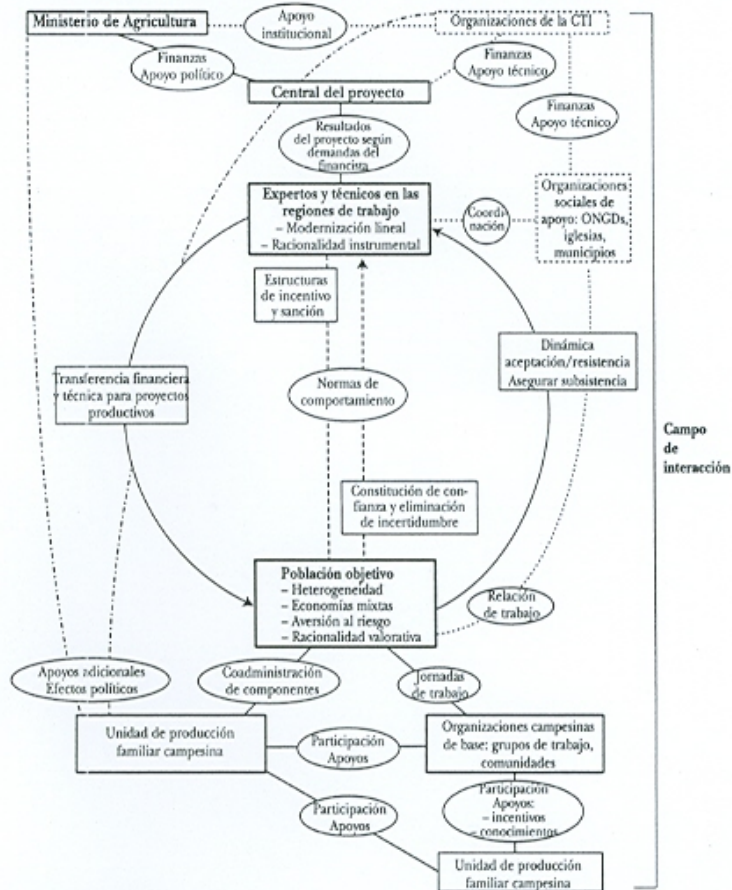 Ministerio de Agricultura
Apoyo
institucional
Organizaciones de la CTI
Finanzas
Apoyo político
Finanzas
Apoyo técnico
Central del proyecto
Finanzas
Apoyo técnico
Resultados
del proyecto según
demandas del
financista
Expertos y técnicos en las
regiones de trabajo
– Modernización lineal
– Racionalidad instrumental
Coordi-
nación
Organizaciones
sociales de
apoyo: ONGDs,
iglesias,
municipios
Estructuras
de incentivo
y sanción
Dinámica
aceptación/resistencia
Asegurar subsistencia
Transferencia financiera
y técnica para proyectos
productivos
Normas de
comportamiento
Campo
de
interacción
Constitución de con-
fianza y eliminación
de incertidumbre
Población objetivo
– Heterogeneidad
– Economías mixtas
– Aversión al riesgo
– Racionalidad valorativa
Relación
de trabajo
Apoyos adicionales
Efectos políticos
Coadministración
de componentes
Jornadas
de trabajo
Unidad de producción
familiar campesina
Participación
Apoyos
Organizaciones campesinas
de base: grupos de trabajo,
comunidades
Participación
Apoyos
Participación
Apoyos:
– incentivos
– conocimientos
Unidad de producción
familiar campesina